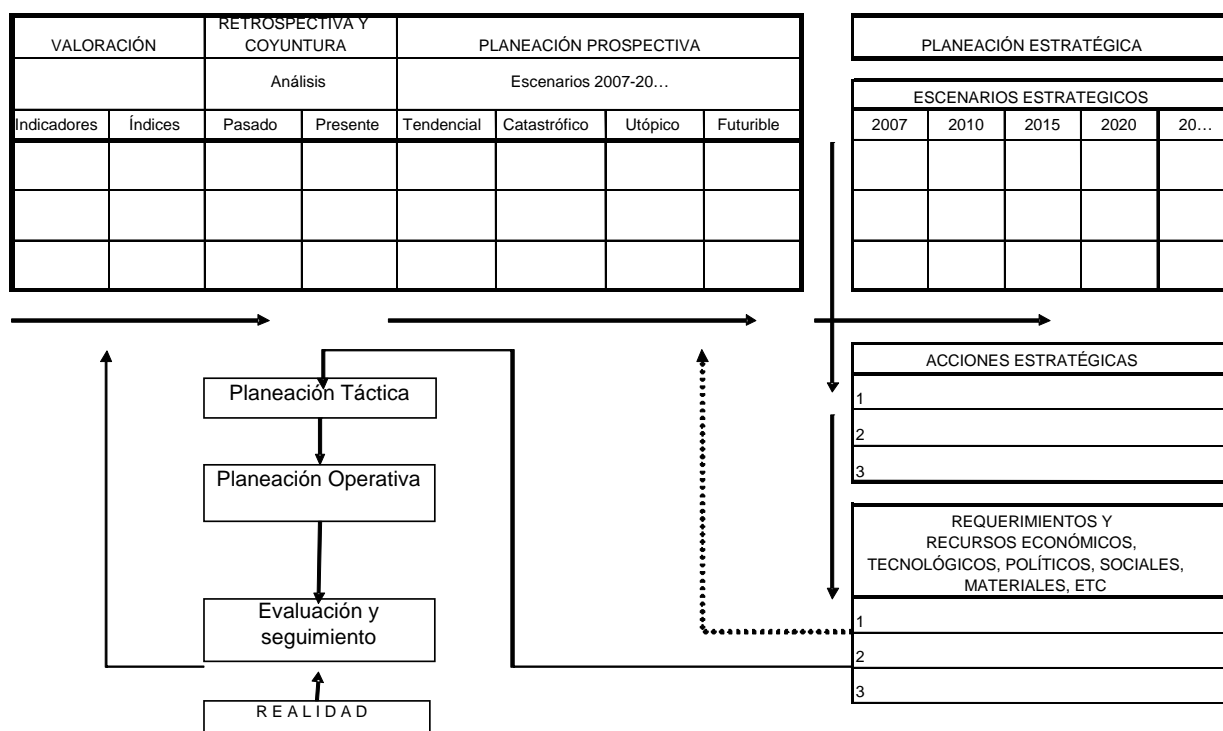 VALORACIÓN
RETROSPECTIVA Y
COYUNTURA
PLANEACIÓN PROSPECTIVA
Análisis
Escenarios 2007-20…
Indicadores Índices Pasado Presente Tendencial Catastrófico Utópico Futurible
PLANEACIÓN ESTRATÉGICA
ESCENARIOS ESTRATEGICOS
2007 2010 2015 2020 20…
ACCIONES ESTRATÉGICAS
1
2
3
Planeación Táctica
Planeación Operativa
Evaluación y
seguimiento
R E A L I D A D
REQUERIMIENTOS Y
RECURSOS ECONÓMICOS,
TECNOLÓGICOS, POLÍTICOS, SOCIALES,
MATERIALES, ETC
1
2
3